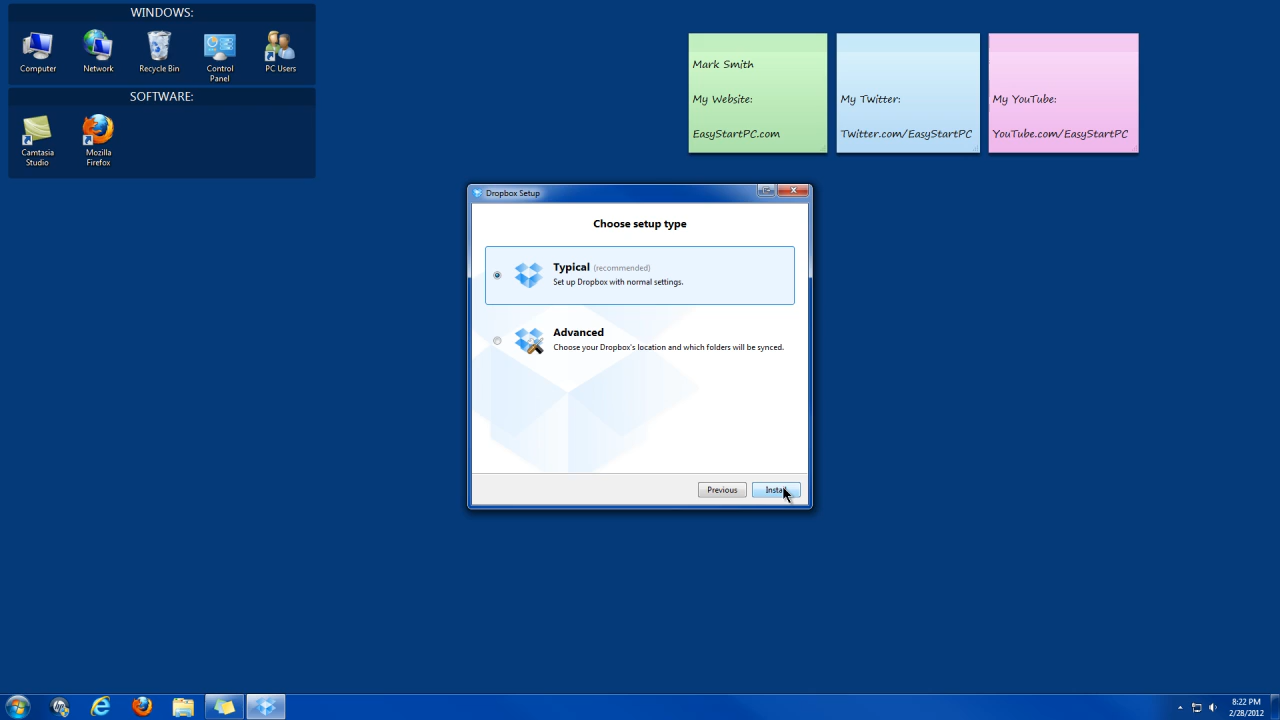 WINDOWS:
Computer
Network
Recycle Bin
Control
Panel
PC Users
SOFTWARE:
Camtasia
Studio
Mozilla
Firefox
Mark Smith
My Website:
EasyStartPC.com
My Twitter:
Twitter.com/EasyStartPC
My YouTube:
YouTube.com/EasyStartPC
Dropbox Setup
Choose setup type
Typical (recommended)
Set up Dropbox with normal settings.
Advanced
Choose your Dropbox's location and which folders will be synced.
Previous
Install
8:22 PM
2/28/2012